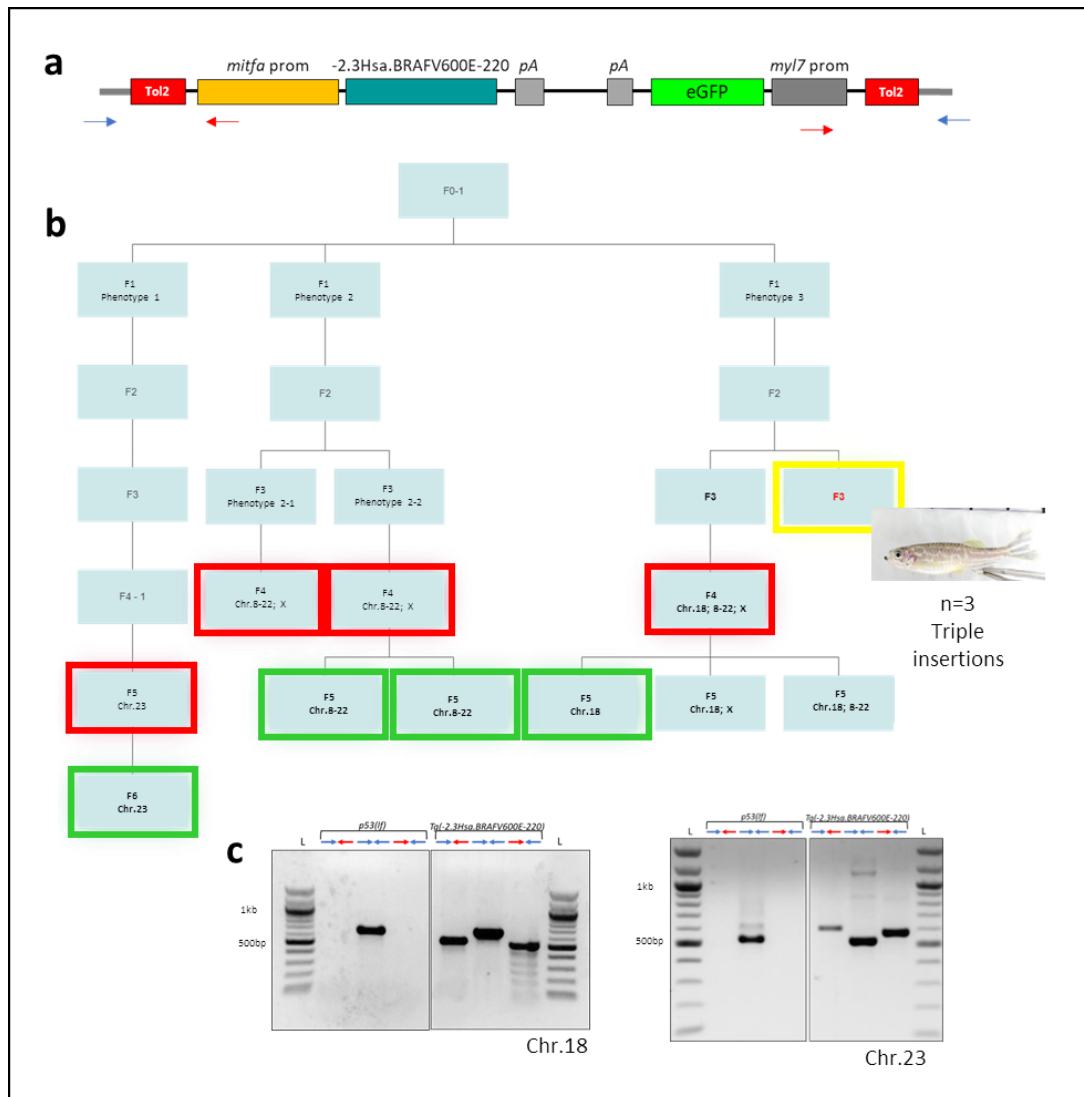 a
mitfa prom
-2.3Hsa.BRAFV600E-220
pA
pA
myl7 prom
Tol2
eGFP
Tol2
b
F0-1
F1
Phenotype 1
F1
Phenotype 2
F1
Phenotype 3
F2
F2
F2
F3
F3
Phenotype 2-1
F3
Phenotype 2-2
F3
F3
F4 - 1
F4
Chr.8-22; X
F4
Chr.8-22; X
F4
Chr.18; 8-22; X
n=3
Triple
insertions
F5
Chr.23
F5
Chr.8-22
F5
Chr.8-22
F5
Chr.18
F5
Chr.18; X
F5
Chr.18; 8-22
F6
Chr.23
c
L
p53(lf)
Tg(-2.3Hsa.BRAFV600E-220)
L
1kb
500bp
Chr.18
L
p53(lf)
Tg(-2.3Hsa.BRAFV600E-220)
L
1kb
500bp
Chr.23